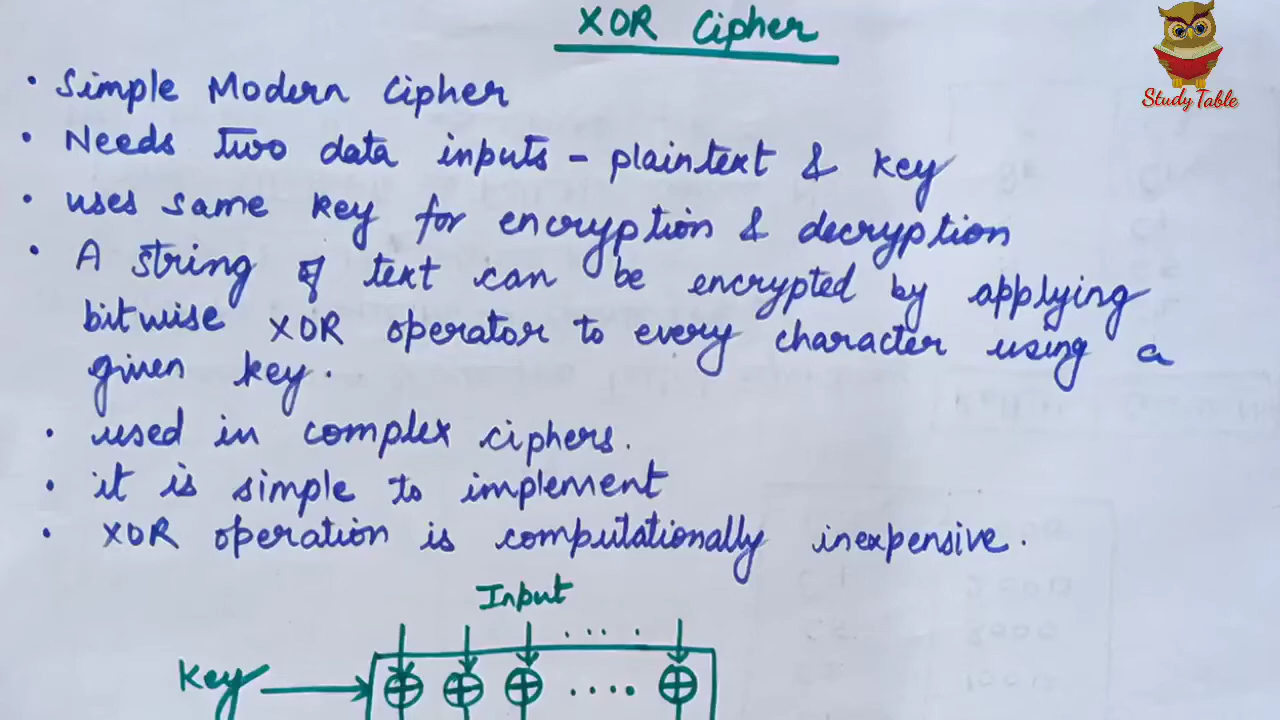 XOR Cipher
Study Table
• Simple Modern Cipher
• Needs two data inputs - plaintext & key
• uses same key for encryption & decryption
• A string of text can be encrypted by applying
bitwise XOR operator to every character using a
given key.
• used in complex ciphers.
• it is simple to implement
• XOR operation is computationally inexpensive.
Input
Key